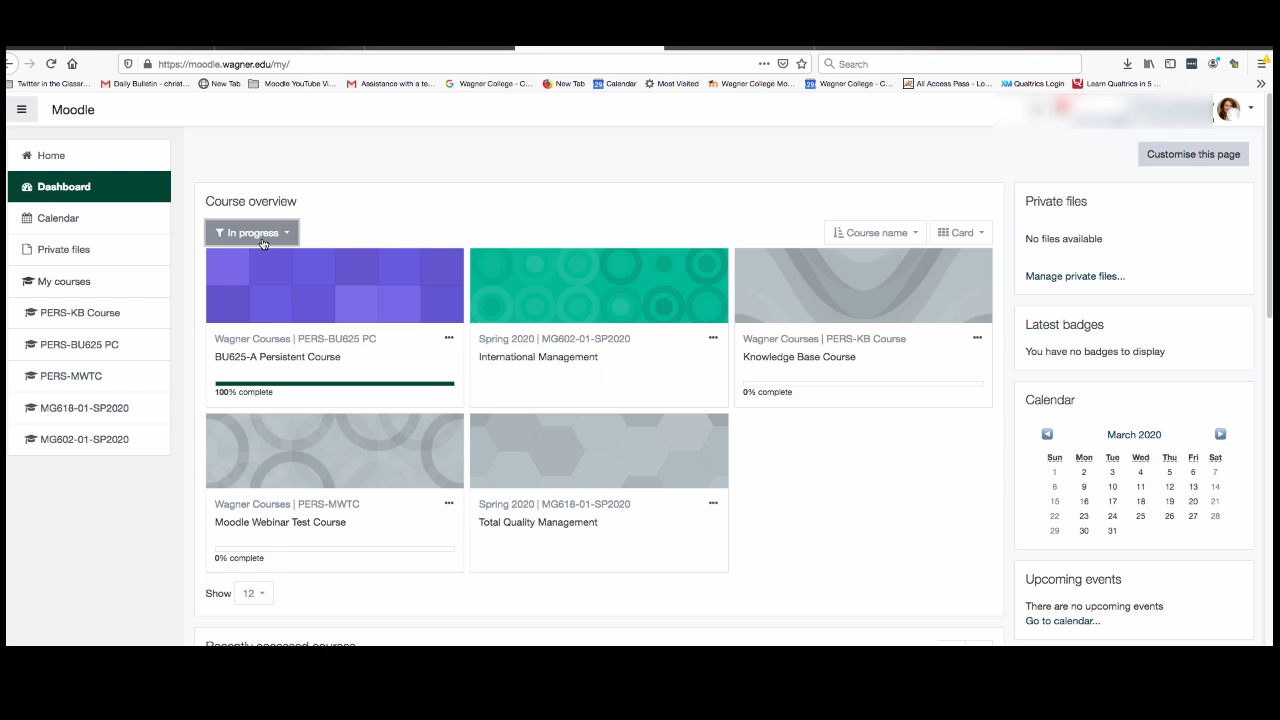 https://moodle.wagner.edu/my/
Search
Twitter in the Classr...
Daily Bulletin - christ...
New Tab
Moodle YouTube Vi...
Assistance with a te...
Wagner College - C...
New Tab
Calendar
Most Visited
Wagner College Mo...
Wagner College - C...
All Access Pass - Lo...
XM Qualtrics Login
Learn Qualtrics in 5 ...
Moodle
Customise this page
Home
Dashboard
Calendar
Private files
My courses
PERS-KB Course
PERS-BU625 PC
PERS-MWTC
MG618-01-SP2020
MG602-01-SP2020
Course overview
In progress
Course name
Card
Wagner Courses | PERS-BU625 PC
BU625-A Persistent Course
100% complete
Spring 2020 | MG602-01-SP2020
International Management
Wagner Courses | PERS-KB Course
Knowledge Base Course
0% complete
Wagner Courses | PERS-MWTC
Moodle Webinar Test Course
0% complete
Spring 2020 | MG618-01-SP2020
Total Quality Management
Show 12
Recently accessed courses
Private files
No files available
Manage private files...
Latest badges
You have no badges to display
Calendar
March 2020
Sun Mon Tue Wed Thu Fri Sat
1 2 3 4 5 6 7
8 9 10 11 12 13 14
15 16 17 18 19 20 21
22 23 24 25 26 27 28
29 30 31
Upcoming events
There are no upcoming events
Go to calendar...